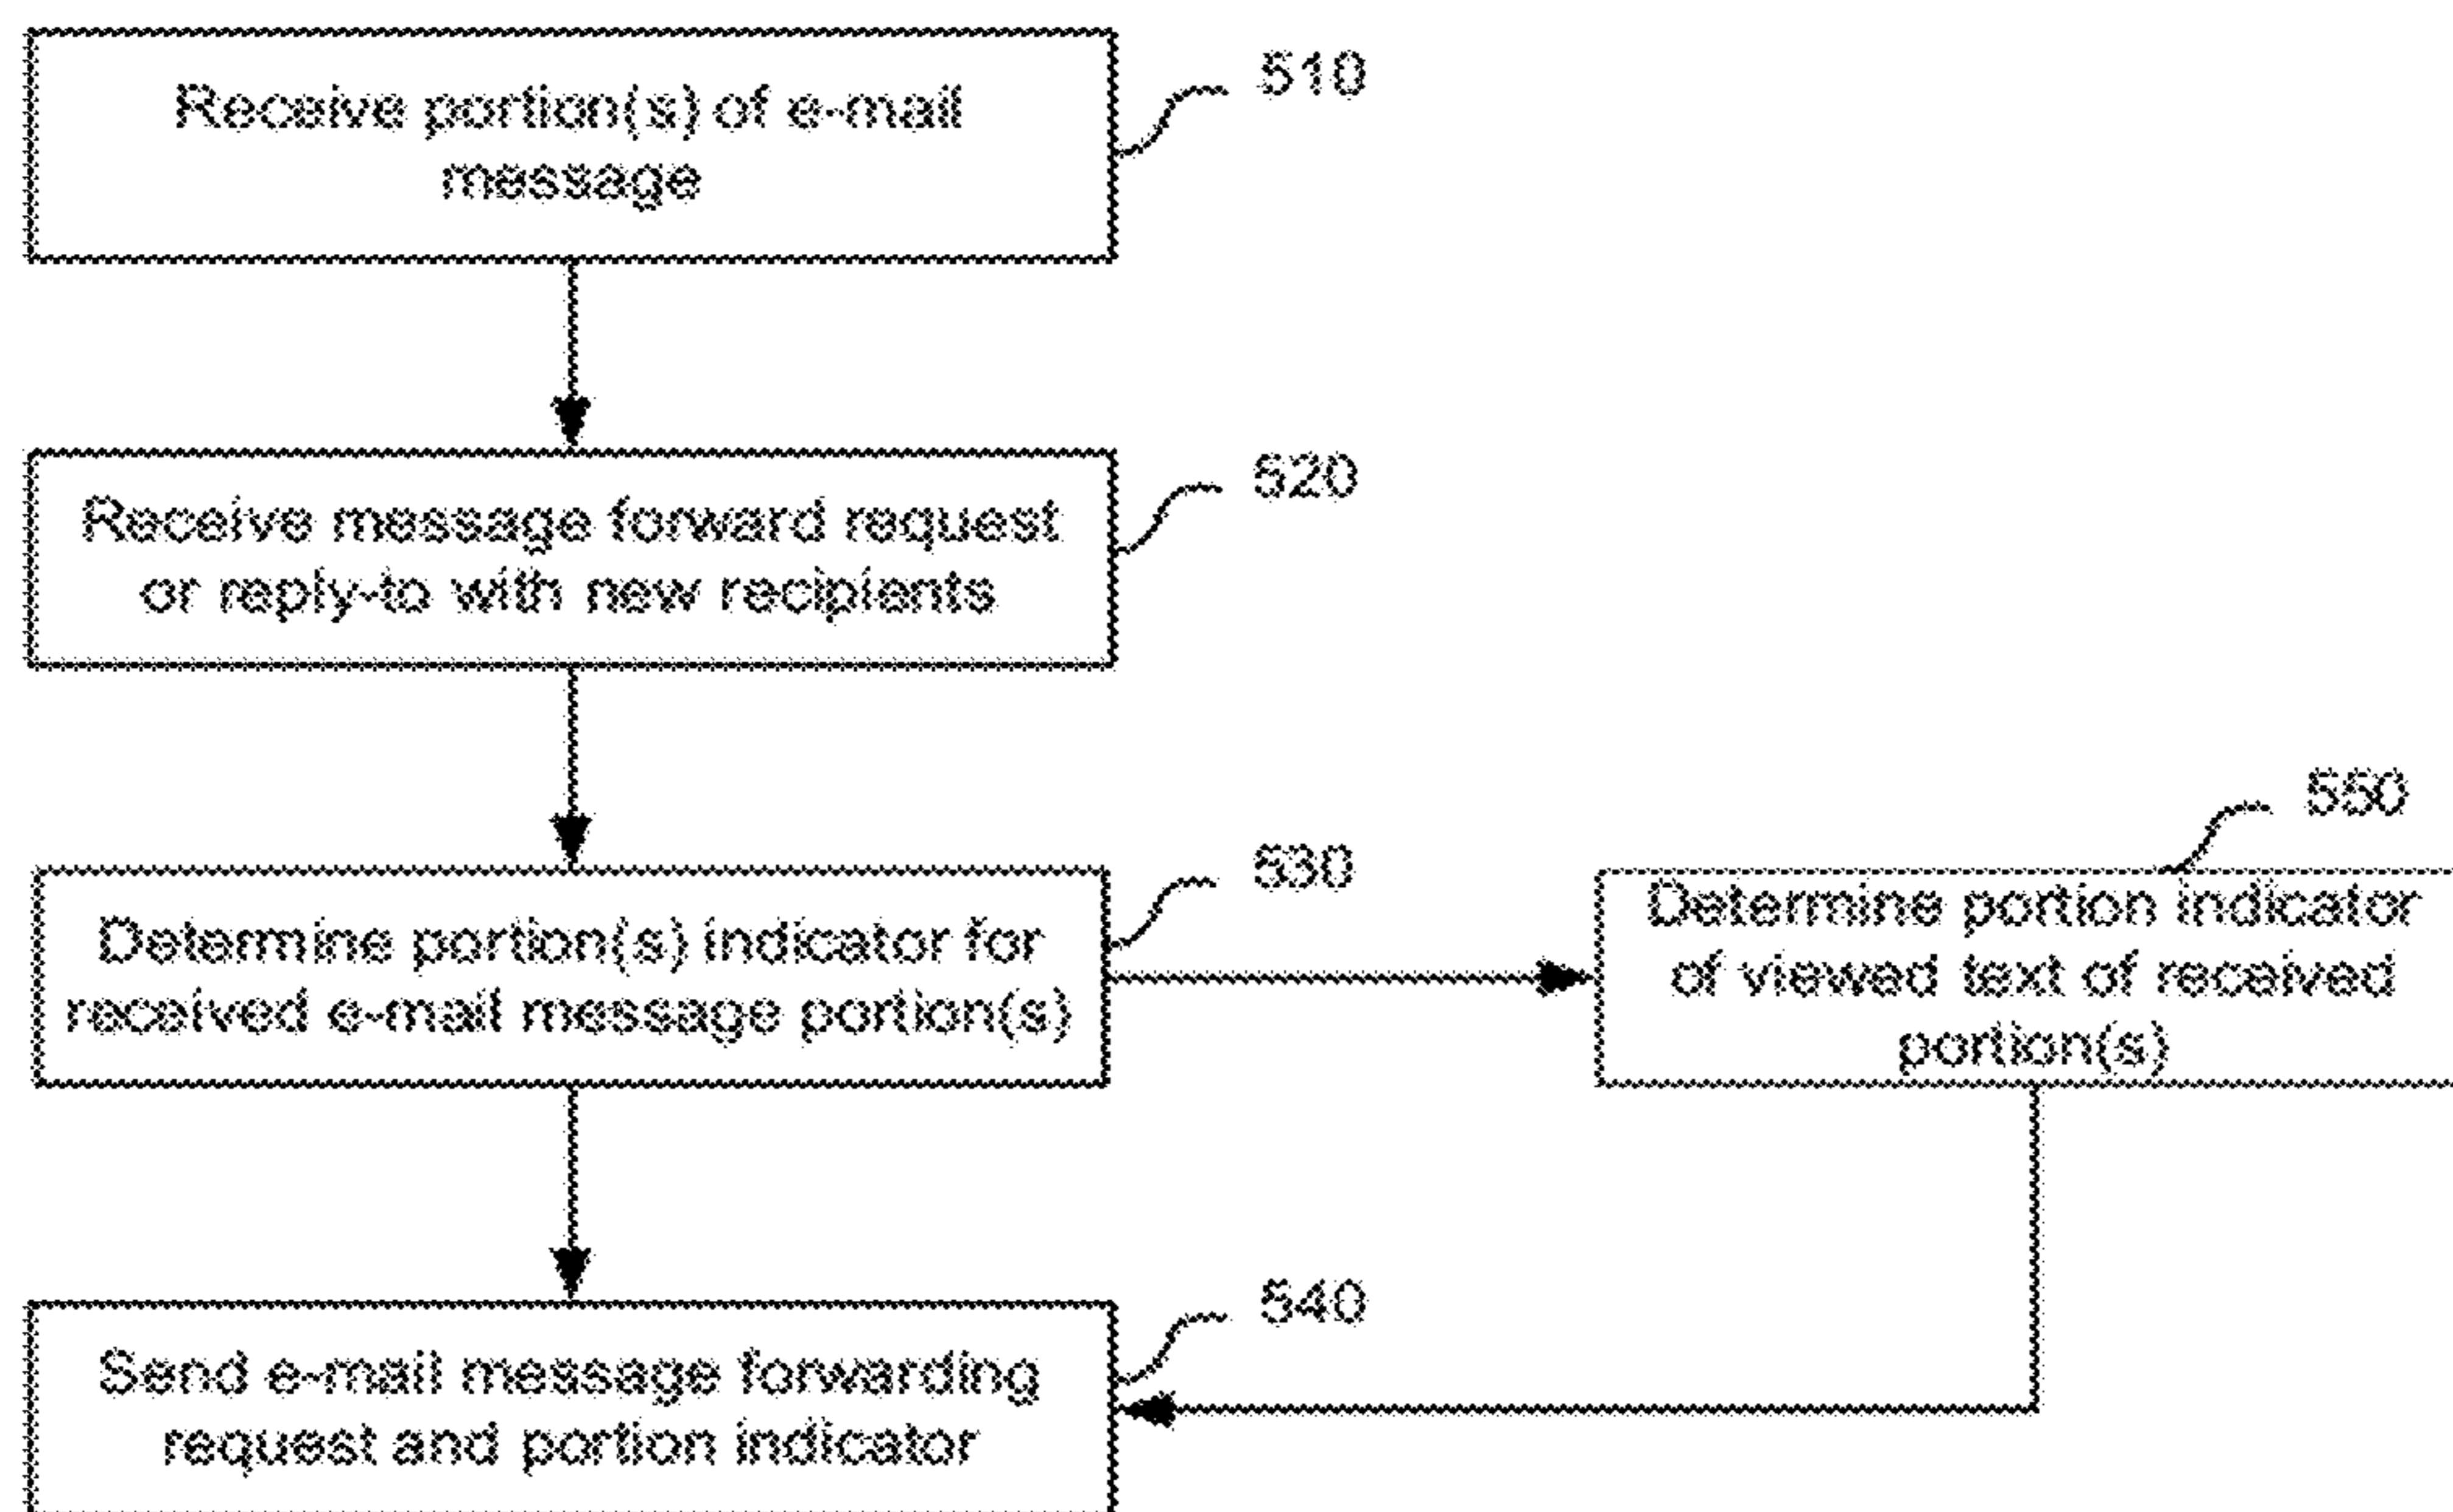 Receive portion(s) of e-mail
message
510
Receive message forward request
or reply-to with new recipients
520
Determine portion(s) indicator for
received e-mail message portion(s)
530
Determine portion indicator
of viewed text of received
portion(s)
550
Send e-mail message forwarding
request and portion indicator
540